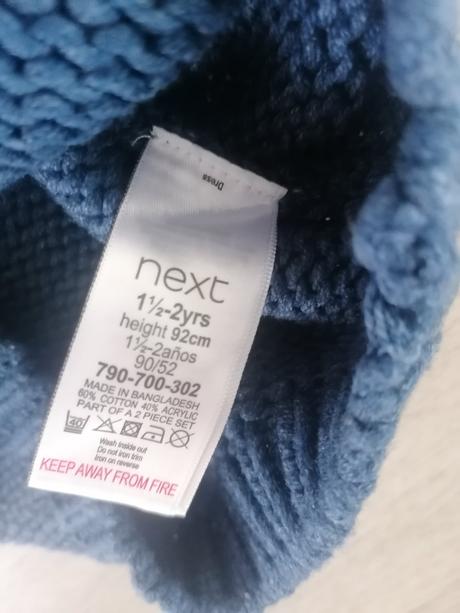 Dress
next
1½-2yrs
height 92cm
1½-2años
90/52
790-700-302
MADE IN BANGLADESH
60% COTTON 40% ACRYLIC
PART OF A 2 PIECE SET
40
Wash inside out
Do not iron trim
Iron on reverse
KEEP AWAY FROM FIRE